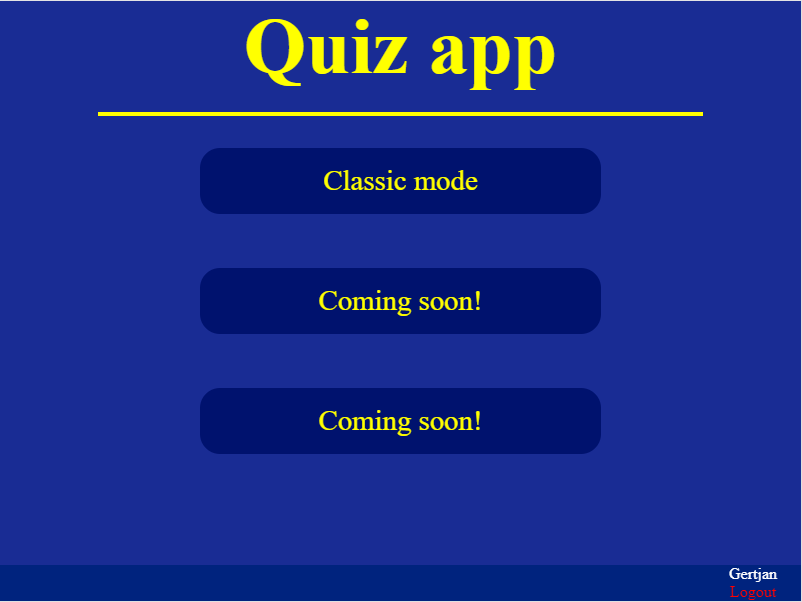 Quiz app
Classic mode
Coming soon!
Coming soon!
Gertjan
Logout